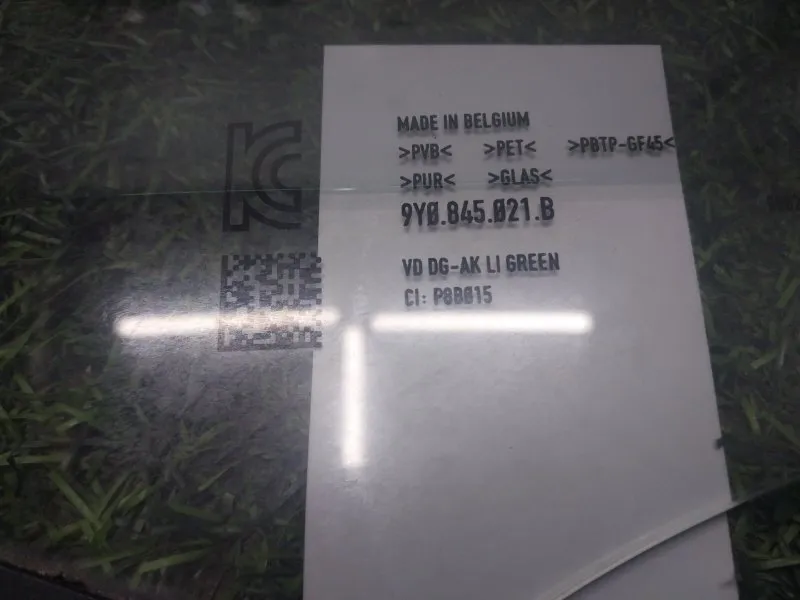 MADE IN BELGIUM
>PVB< >PET< >PBTP-GF45<
>PUR< >GLAS<
9Y0.845.021.B
KC
VD DG-AK LI GREEN
CI: P8B015